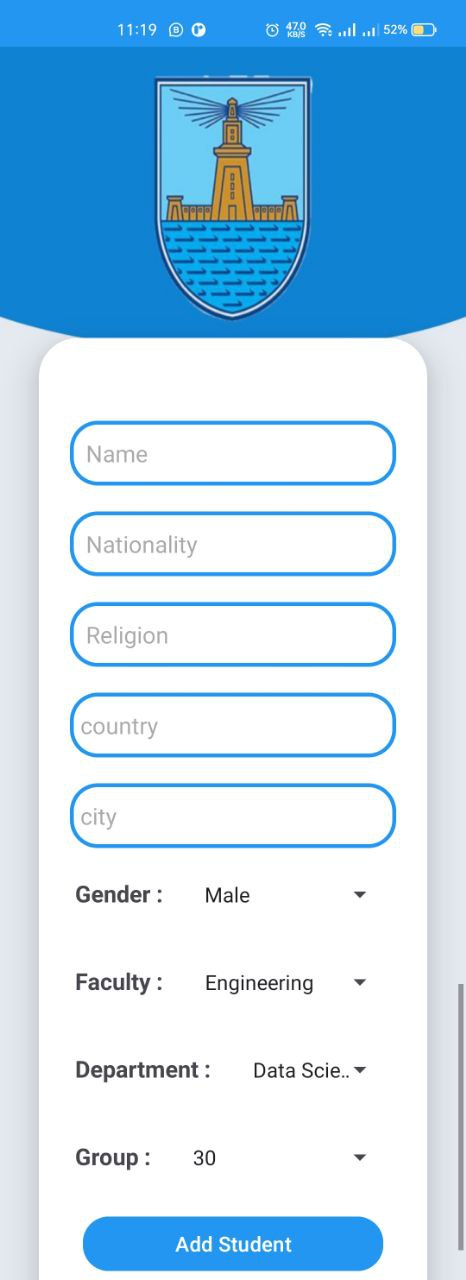 11:19 47.0 KB/S 52%
Name
Nationality
Religion
country
city
Gender : Male
Faculty : Engineering
Department : Data Scie..
Group : 30
Add Student